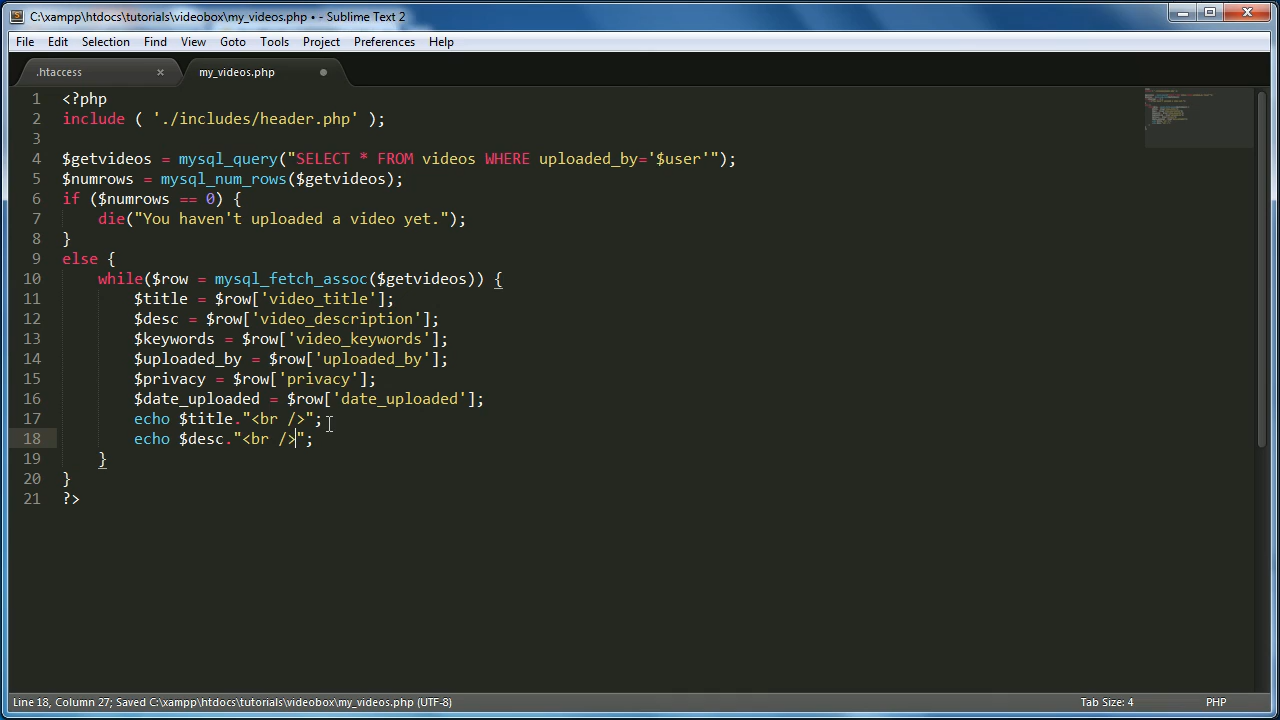 C:\xampp\htdocs\tutorials\videobox\my_videos.php • - Sublime Text 2
File Edit Selection Find View Goto Tools Project Preferences Help
.htaccess × my_videos.php
1 <?php
2 include ( './includes/header.php' );
3
4 $getvideos = mysql_query("SELECT * FROM videos WHERE uploaded_by='$user'");
5 $numrows = mysql_num_rows($getvideos);
6 if ($numrows == 0) {
7 die("You haven't uploaded a video yet.");
8 }
9 else {
10 while($row = mysql_fetch_assoc($getvideos)) {
11 $title = $row['video_title'];
12 $desc = $row['video_description'];
13 $keywords = $row['video_keywords'];
14 $uploaded_by = $row['uploaded_by'];
15 $privacy = $row['privacy'];
16 $date_uploaded = $row['date_uploaded'];
17 echo $title."<br />";
18 echo $desc."<br />";
19 }
20 }
21 ?>
Line 18, Column 27; Saved C:\xampp\htdocs\tutorials\videobox\my_videos.php (UTF-8) Tab Size: 4 PHP